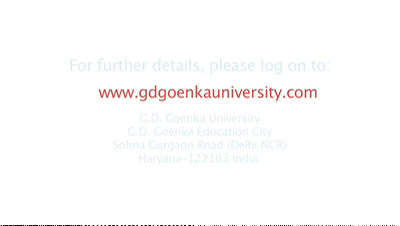 For further details, please log on to:
www.gdgoenkauniversity.com
G.D. Goenka University
G.D. Goenka Education City
Sohna Gurgaon Road (Delhi NCR)
Haryana-122103 India